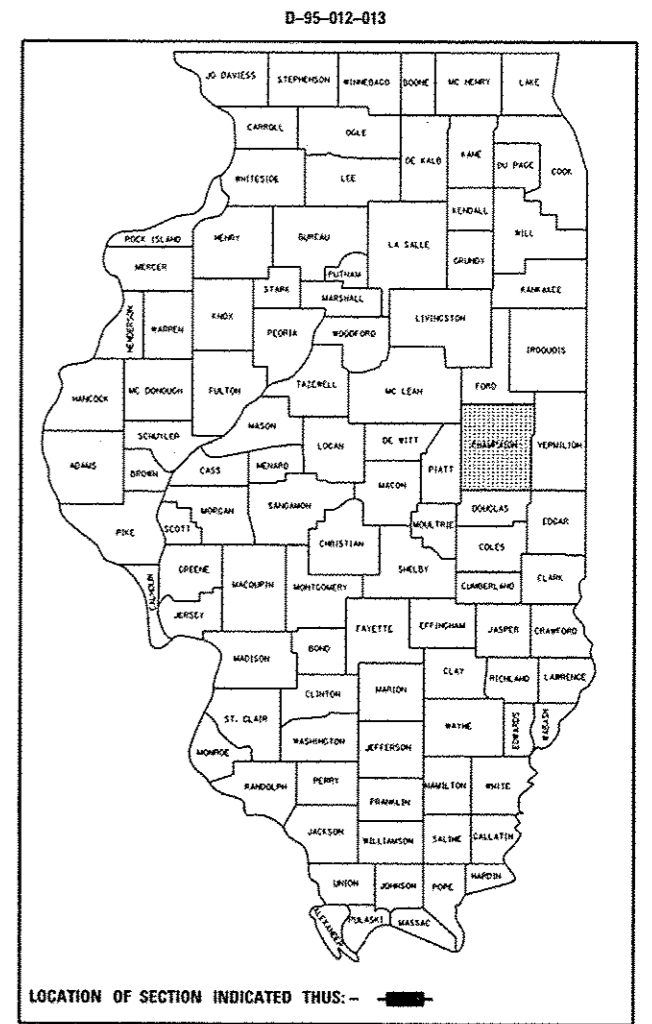 D-95-012-013
JO DAVIESS STEPHENSON WINNEBAGO BOONE MC HENRY LAKE
CARROLL OGLE DE KALB KANE DU PAGE COOK
WHITESIDE LEE KENDALL WILL
ROCK ISLAND HENRY BUREAU LA SALLE GRUNDY
MERCER PUTNAM KANKAKEE
STARK MARSHALL
HENDERSON WARREN KNOX PEORIA WOODFORD LIVINGSTON IROQUOIS
HANCOCK MC DONOUGH FULTON TAZEWELL MC LEAN FORD
MASON
SCHUYLER LOGAN DE WITT CHAMPAIGN VERMILION
ADAMS BROWN CASS MENARD MACON PIATT
PIKE SCOTT MORGAN SANGAMON CHRISTIAN MOULTRIE DOUGLAS EDGAR
COLES
CALHOUN GREENE MACOUPIN MONTGOMERY SHELBY CUMBERLAND CLARK
JERSEY FAYETTE EFFINGHAM JASPER CRAWFORD
MADISON BOND
CLAY RICHLAND LAWRENCE
CLINTON MARION
ST. CLAIR WAYNE EDWARDS WABASH
WASHINGTON JEFFERSON
MONROE
RANDOLPH PERRY HAMILTON WHITE
FRANKLIN
JACKSON WILLIAMSON SALINE GALLATIN
UNION JOHNSON POPE HARDIN
ALEXANDER PULASKI MASSAC
LOCATION OF SECTION INDICATED THUS:-